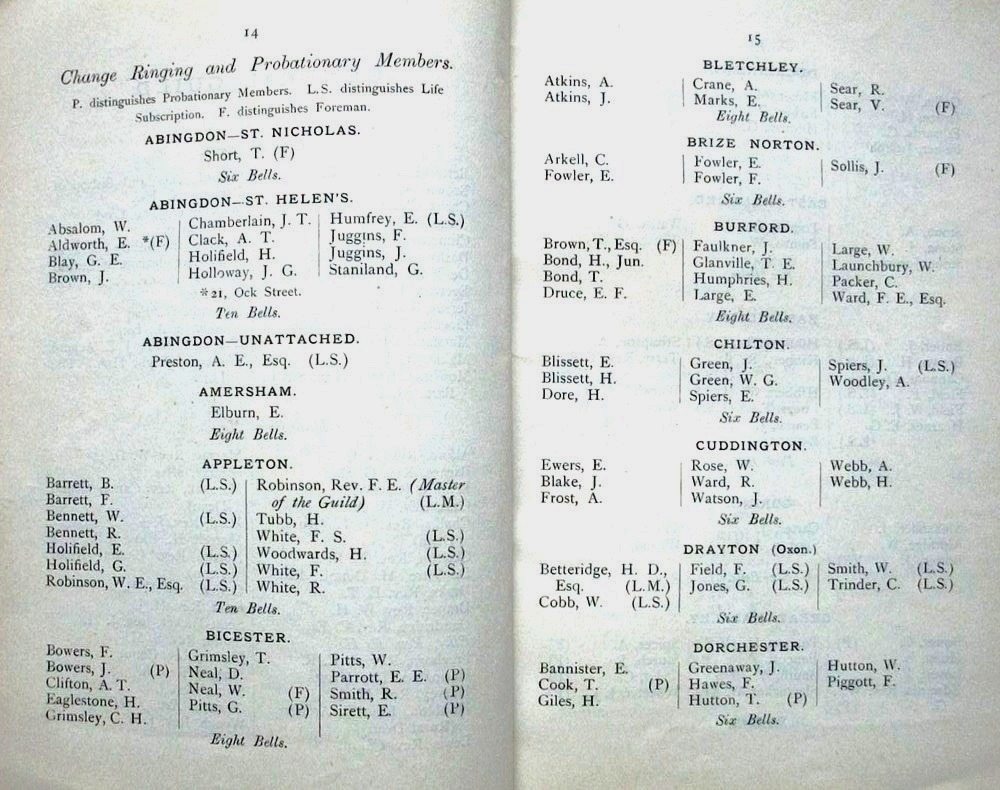 14
Change Ringing and Probationary Members.
P. distinguishes Probationary Members. L.S. distinguishes Life
Subscription. F. distinguishes Foreman.
ABINGDON—ST. NICHOLAS.
Short, T. (F)
Six Bells.
ABINGDON—ST. HELEN'S.
Absalom, W.
Aldworth, E. *(F)
Blay, G. E.
Brown, J.
Chamberlain, J. T.
Clack, A. T.
Holifield, H.
Holloway, J. G.
Humfrey, E. (L.S.)
Juggins, F.
Juggins, J.
Staniland, G.
*21, Ock Street.
Ten Bells.
ABINGDON—UNATTACHED.
Preston, A. E., Esq. (L.S.)
AMERSHAM.
Elburn, E.
Eight Bells.
APPLETON.
Barrett, B. (L.S.)
Barrett, F.
Bennett, W. (L.S.)
Bennett, R.
Holifield, E. (L.S.)
Holifield, G. (L.S.)
Robinson, W. E., Esq. (L.S.)
Robinson, Rev. F. E. (Master
of the Guild) (L.M.)
Tubb, H.
White, F. S. (L.S.)
Woodwards, H. (L.S.)
White, F. (L.S.)
White, R.
Ten Bells.
BICESTER.
Bowers, F.
Bowers, J. (P)
Clifton, A. T.
Eaglestone, H.
Grimsley, C. H.
Grimsley, T.
Neal, D.
Neal, W. (F)
Pitts, G. (P)
Pitts, W.
Parrott, E. E. (P)
Smith, R. (P)
Sirett, E. (P)
Eight Bells.
15
BLETCHLEY.
Atkins, A.
Atkins, J.
Crane, A.
Marks, E.
Sear, R.
Sear, V. (F)
Eight Bells.
BRIZE NORTON.
Arkell, C.
Fowler, E.
Fowler, E.
Fowler, F.
Sollis, J. (F)
Six Bells.
BURFORD.
Brown, T., Esq. (F)
Bond, H., Jun.
Bond, T.
Druce, E. F.
Faulkner, J.
Glanville, T. E.
Humphries, H.
Large, E.
Large, W.
Launchbury, W.
Packer, C.
Ward, F. E., Esq.
Eight Bells.
CHILTON.
Blissett, E.
Blissett, H.
Dore, H.
Green, J.
Green, W. G.
Spiers, E.
Spiers, J. (L.S.)
Woodley, A.
Six Bells.
CUDDINGTON.
Ewers, E.
Blake, J.
Frost, A.
Rose, W.
Ward, R.
Watson, J.
Webb, A.
Webb, H.
Six Bells.
DRAYTON (Oxon.)
Betteridge, H. D.,
Esq. (L.M.)
Cobb, W. (L.S.)
Field, F. (L.S.)
Jones, G. (L.S.)
Smith, W. (L.S.)
Trinder, C. (L.S.)
Six Bells.
DORCHESTER.
Bannister, E.
Cook, T. (P)
Giles, H.
Greenaway, J.
Hawes, F.
Hutton, T. (P)
Hutton, W.
Piggott, F.
Six Bells.